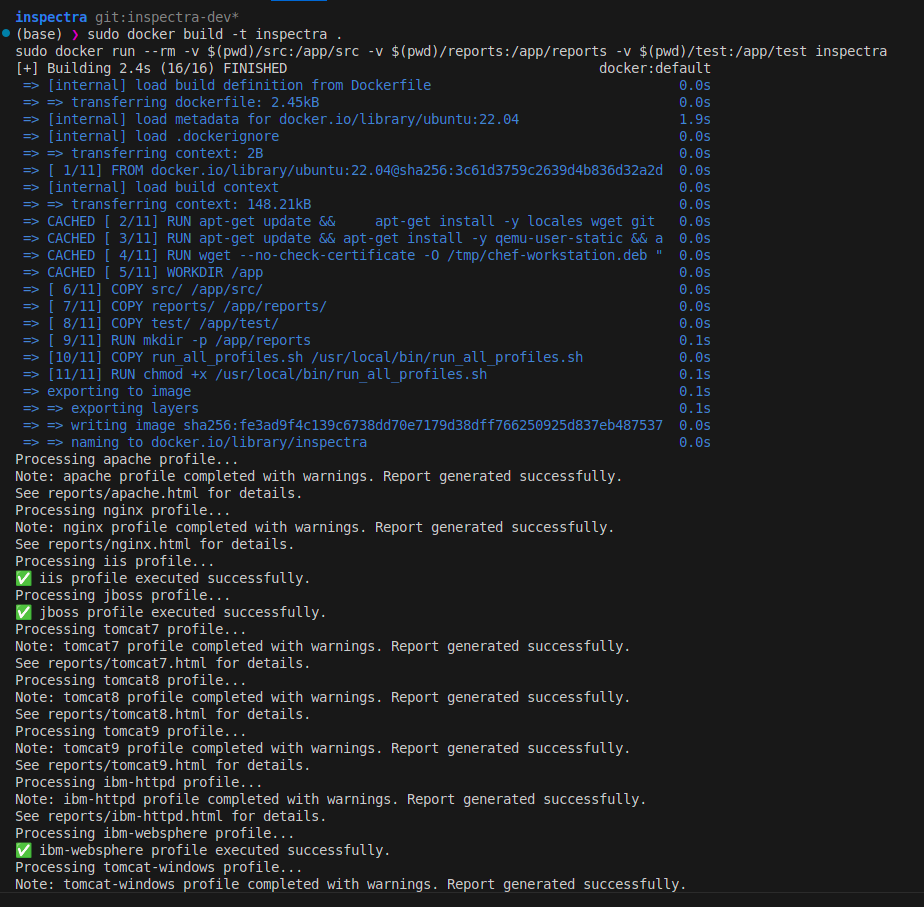 inspectra git:inspectra-dev*
(base) ❯ sudo docker build -t inspectra .
sudo docker run --rm -v $(pwd)/src:/app/src -v $(pwd)/reports:/app/reports -v $(pwd)/test:/app/test inspectra
[+] Building 2.4s (16/16) FINISHED docker:default
=> [internal] load build definition from Dockerfile 0.0s
=> => transferring dockerfile: 2.45kB 0.0s
=> [internal] load metadata for docker.io/library/ubuntu:22.04 1.9s
=> [internal] load .dockerignore 0.0s
=> => transferring context: 2B 0.0s
=> [ 1/11] FROM docker.io/library/ubuntu:22.04@sha256:3c61d3759c2639d4b836d32a2d 0.0s
=> [internal] load build context 0.0s
=> => transferring context: 148.21kB 0.0s
=> CACHED [ 2/11] RUN apt-get update &&     apt-get install -y locales wget git 0.0s
=> CACHED [ 3/11] RUN apt-get update && apt-get install -y qemu-user-static && a 0.0s
=> CACHED [ 4/11] RUN wget --no-check-certificate -O /tmp/chef-workstation.deb " 0.0s
=> CACHED [ 5/11] WORKDIR /app 0.0s
=> [ 6/11] COPY src/ /app/src/ 0.0s
=> [ 7/11] COPY reports/ /app/reports/ 0.0s
=> [ 8/11] COPY test/ /app/test/ 0.0s
=> [ 9/11] RUN mkdir -p /app/reports 0.1s
=> [10/11] COPY run_all_profiles.sh /usr/local/bin/run_all_profiles.sh 0.0s
=> [11/11] RUN chmod +x /usr/local/bin/run_all_profiles.sh 0.1s
=> exporting to image 0.1s
=> => exporting layers 0.1s
=> => writing image sha256:fe3ad9f4c139c6738dd70e7179d38dff766250925d837eb487537 0.0s
=> => naming to docker.io/library/inspectra 0.0s
Processing apache profile...
Note: apache profile completed with warnings. Report generated successfully.
See reports/apache.html for details.
Processing nginx profile...
Note: nginx profile completed with warnings. Report generated successfully.
See reports/nginx.html for details.
Processing iis profile...
✅ iis profile executed successfully.
Processing jboss profile...
✅ jboss profile executed successfully.
Processing tomcat7 profile...
Note: tomcat7 profile completed with warnings. Report generated successfully.
See reports/tomcat7.html for details.
Processing tomcat8 profile...
Note: tomcat8 profile completed with warnings. Report generated successfully.
See reports/tomcat8.html for details.
Processing tomcat9 profile...
Note: tomcat9 profile completed with warnings. Report generated successfully.
See reports/tomcat9.html for details.
Processing ibm-httpd profile...
Note: ibm-httpd profile completed with warnings. Report generated successfully.
See reports/ibm-httpd.html for details.
Processing ibm-websphere profile...
✅ ibm-websphere profile executed successfully.
Processing tomcat-windows profile...
Note: tomcat-windows profile completed with warnings. Report generated successfully.